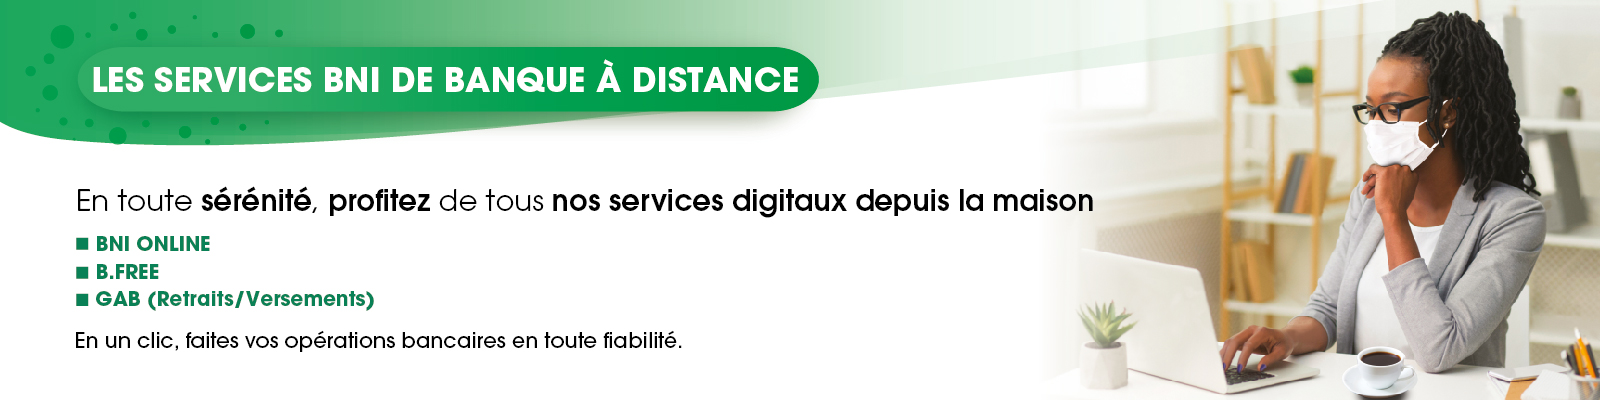 LES SERVICES BNI DE BANQUE À DISTANCE
En toute sérénité, profitez de tous nos services digitaux depuis la maison
■ BNI ONLINE
■ B.FREE
■ GAB (Retraits/Versements)
En un clic, faites vos opérations bancaires en toute fiabilité.